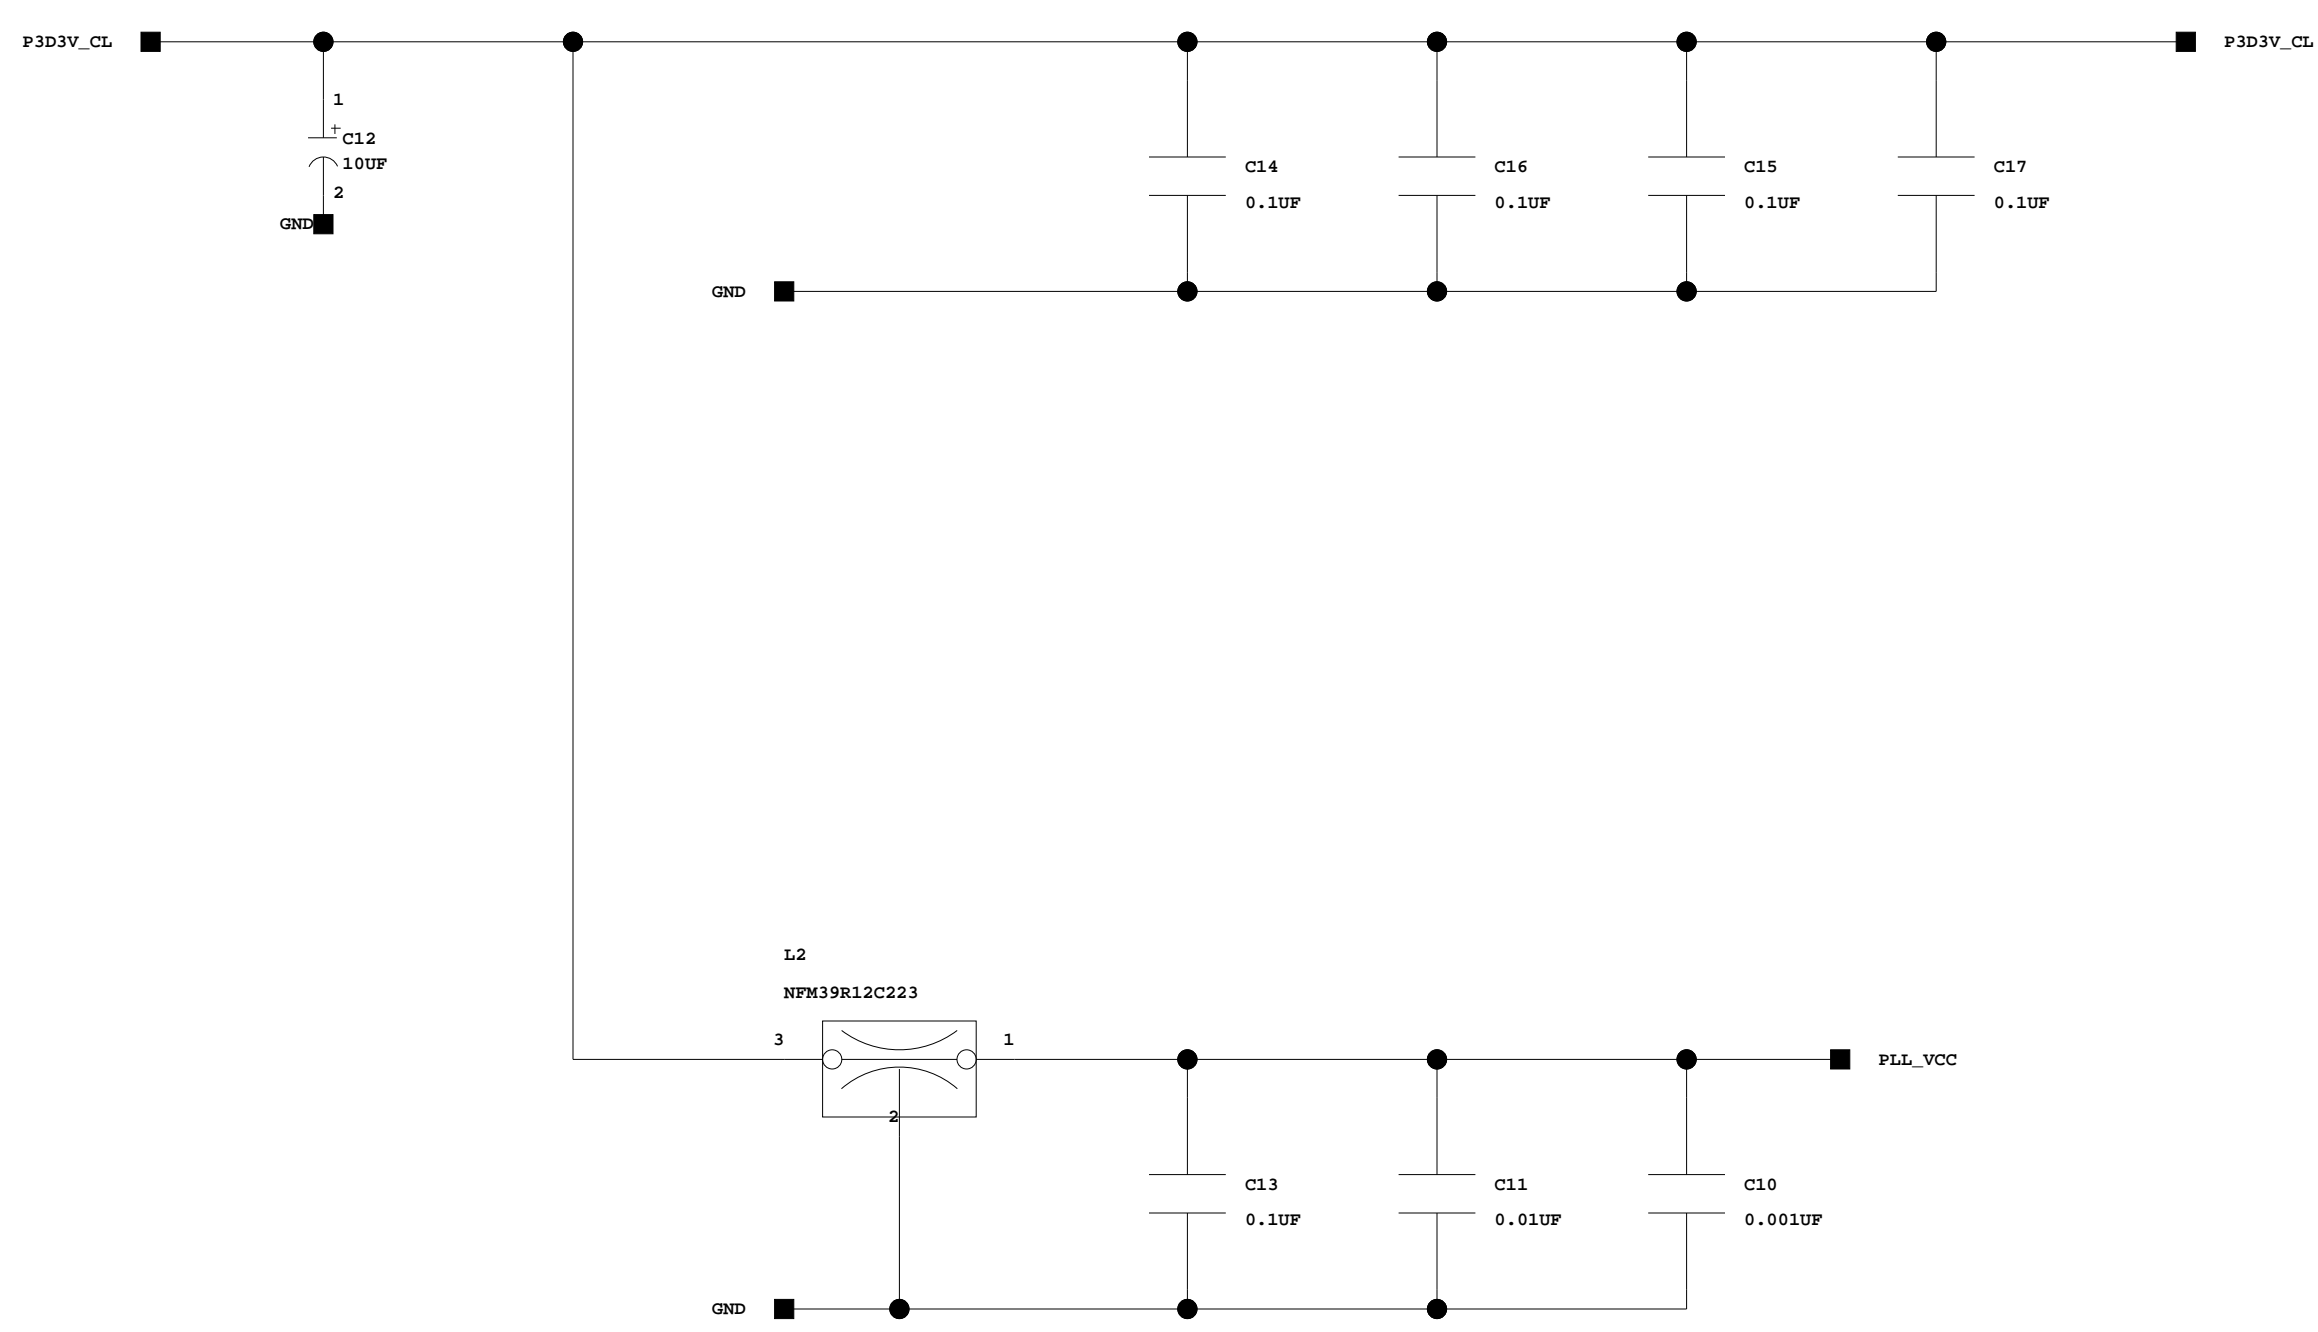 P3D3V_CL
P3D3V_CL
1
+
C12
10UF
2
GND
C14
0.1UF
C16
0.1UF
C15
0.1UF
C17
0.1UF
GND
L2
NFM39R12C223
3
1
2
PLL_VCC
C13
0.1UF
C11
0.01UF
C10
0.001UF
GND